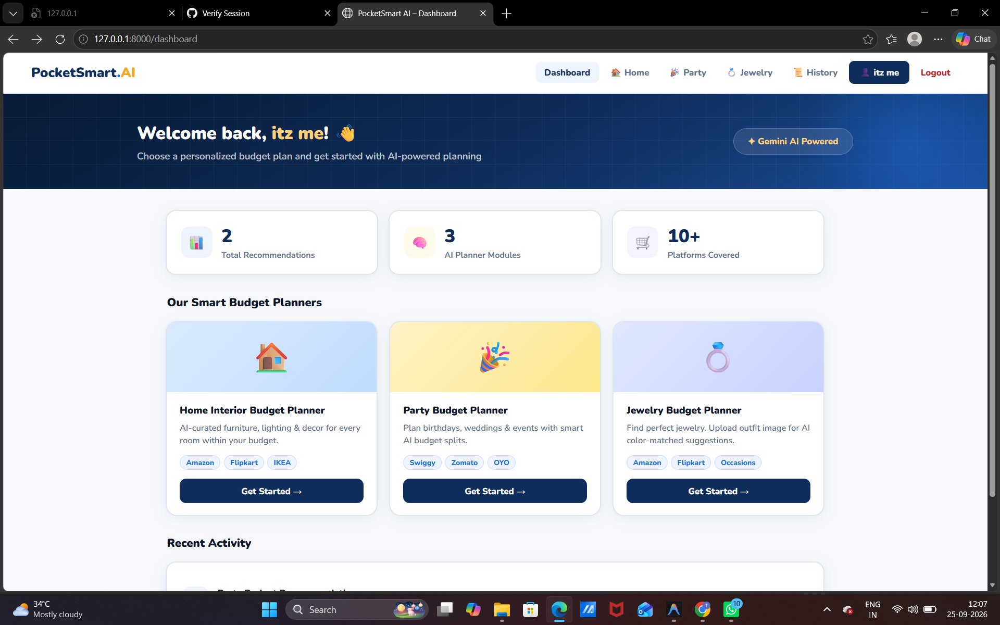 127.0.0.1
Verify Session
PocketSmart AI – Dashboard
127.0.0.1:8000/dashboard
Chat
PocketSmart.AI
Dashboard
Home
Party
Jewelry
History
itz me
Logout
Welcome back, itz me!
Choose a personalized budget plan and get started with AI-powered planning
✦ Gemini AI Powered
2
Total Recommendations
3
AI Planner Modules
10+
Platforms Covered
Our Smart Budget Planners
Home Interior Budget Planner
AI-curated furniture, lighting & decor for every
room within your budget.
Amazon
Flipkart
IKEA
Get Started →
Party Budget Planner
Plan birthdays, weddings & events with smart
AI budget splits.
Swiggy
Zomato
OYO
Get Started →
Jewelry Budget Planner
Find perfect jewelry. Upload outfit image for AI
color-matched suggestions.
Amazon
Flipkart
Occasions
Get Started →
Recent Activity
34°C
Mostly cloudy
Search
10
ENG
IN
12:07
25-09-2026